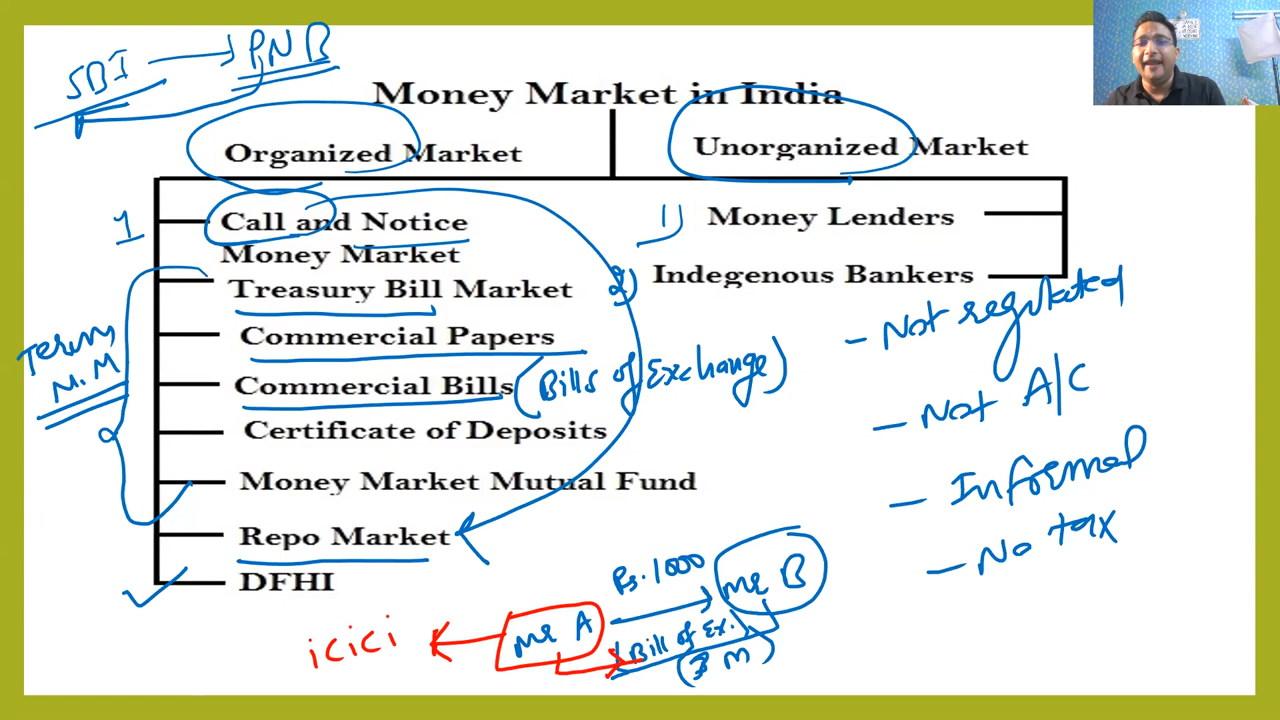 SBI → PNB
Money Market in India
Organized Market
Unorganized Market
1
Call and Notice
Money Market
Treasury Bill Market
Commercial Papers
Commercial Bills (Bills of Exchange)
Certificate of Deposits
Money Market Mutual Fund
Repo Market
DFHI
Term
M.M
1) Money Lenders
2) Indegenous Bankers
- Not regulated
- Not A/C
- Informal
- No tax
icici ← Mr A
Rs. 1000
Mr B
Bill of Ex.
(3 M)